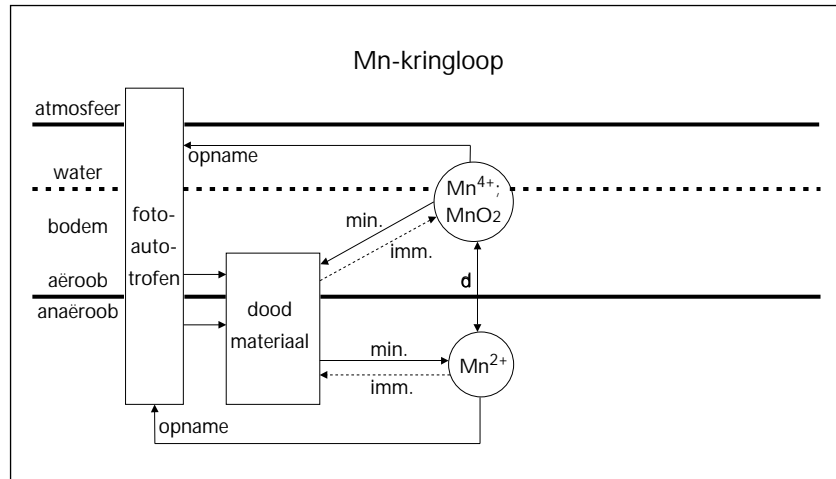 Mn-kringloop
atmosfeer
opname
water
Mn⁴⁺;
MnO₂
bodem
foto-
auto-
trofen
min.
imm.
aëroob
d
anaëroob
dood
materiaal
min.
Mn²⁺
imm.
opname